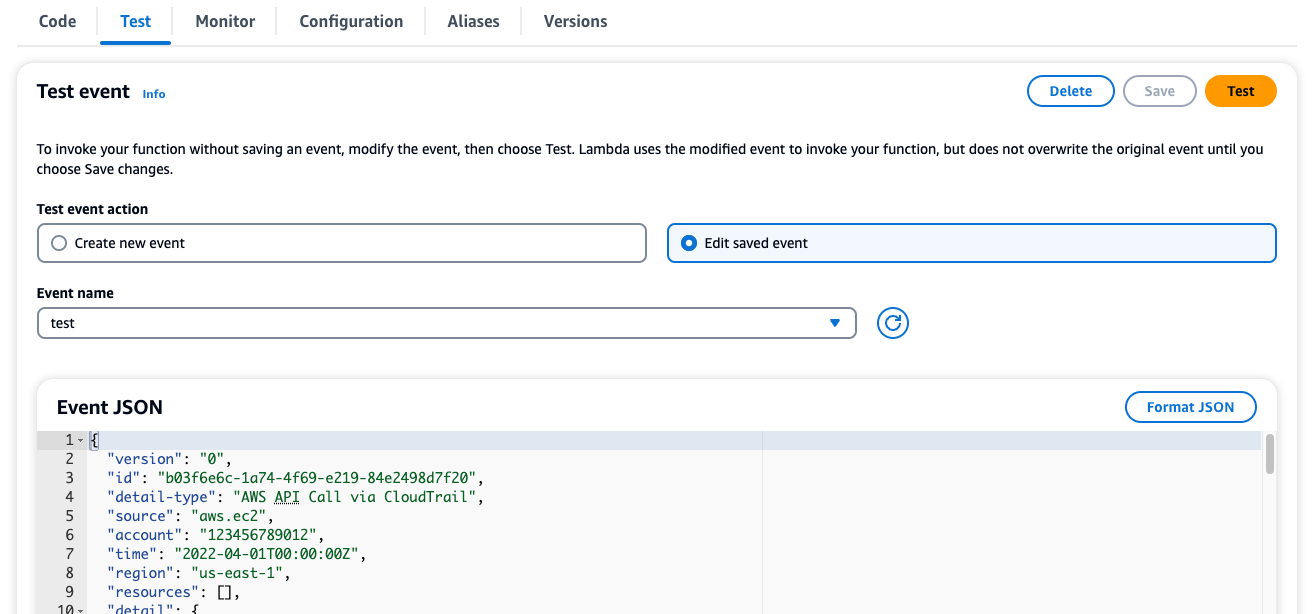 Code Test Monitor Configuration Aliases Versions
Test event Info Delete Save Test
To invoke your function without saving an event, modify the event, then choose Test. Lambda uses the modified event to invoke your function, but does not overwrite the original event until you
choose Save changes.
Test event action
Create new event Edit saved event
Event name
test
Event JSON Format JSON
1 {
2 "version": "0",
3 "id": "b03f6e6c-1a74-4f69-e219-84e2498d7f20",
4 "detail-type": "AWS API Call via CloudTrail",
5 "source": "aws.ec2",
6 "account": "123456789012",
7 "time": "2022-04-01T00:00:00Z",
8 "region": "us-east-1",
9 "resources": [],
10 "detail": {